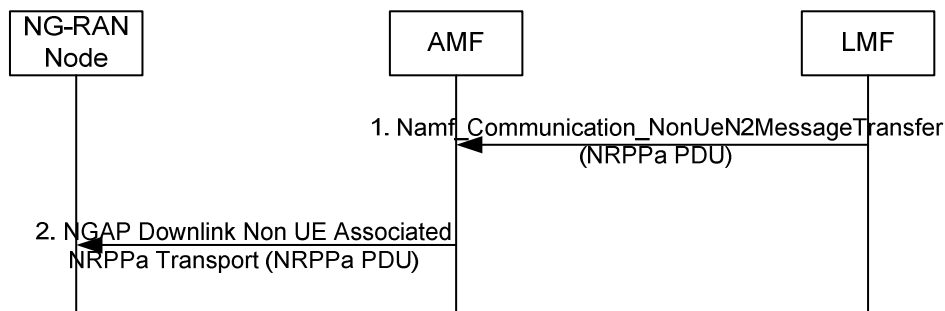 NG-RAN
Node
AMF
LMF
1. Namf_Communication_NonUeN2MessageTransfer
(NRPPa PDU)
2. NGAP Downlink Non UE Associated
NRPPa Transport (NRPPa PDU)